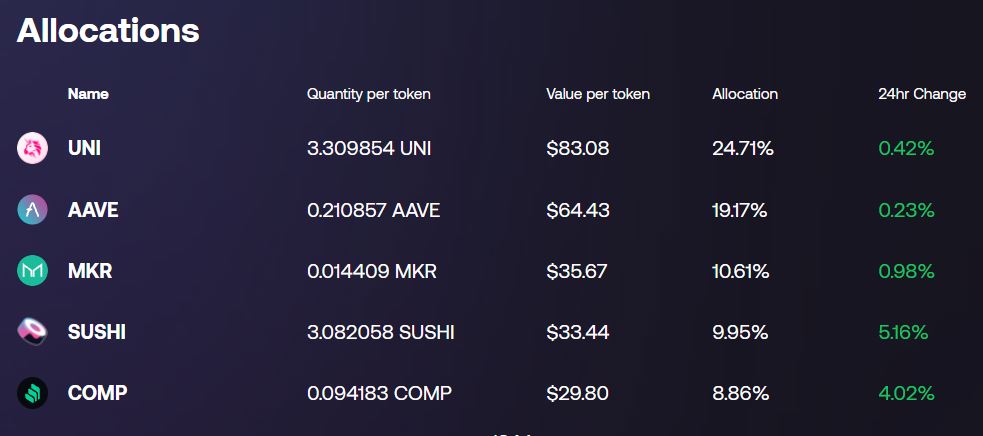 Allocations
Name Quantity per token Value per token Allocation 24hr Change
UNI 3.309854 UNI $83.08 24.71% 0.42%
AAVE 0.210857 AAVE $64.43 19.17% 0.23%
MKR 0.014409 MKR $35.67 10.61% 0.98%
SUSHI 3.082058 SUSHI $33.44 9.95% 5.16%
COMP 0.094183 COMP $29.80 8.86% 4.02%